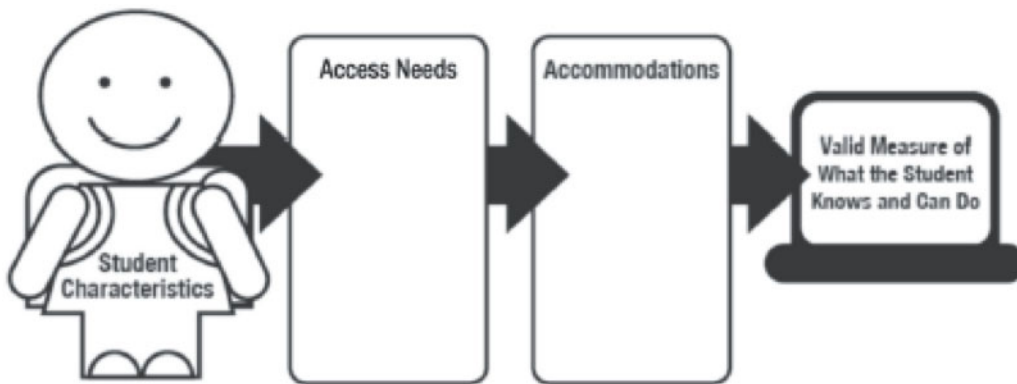 Student
Characteristics
Access Needs
Accommodations
Valid Measure of
What the Student
Knows and Can Do